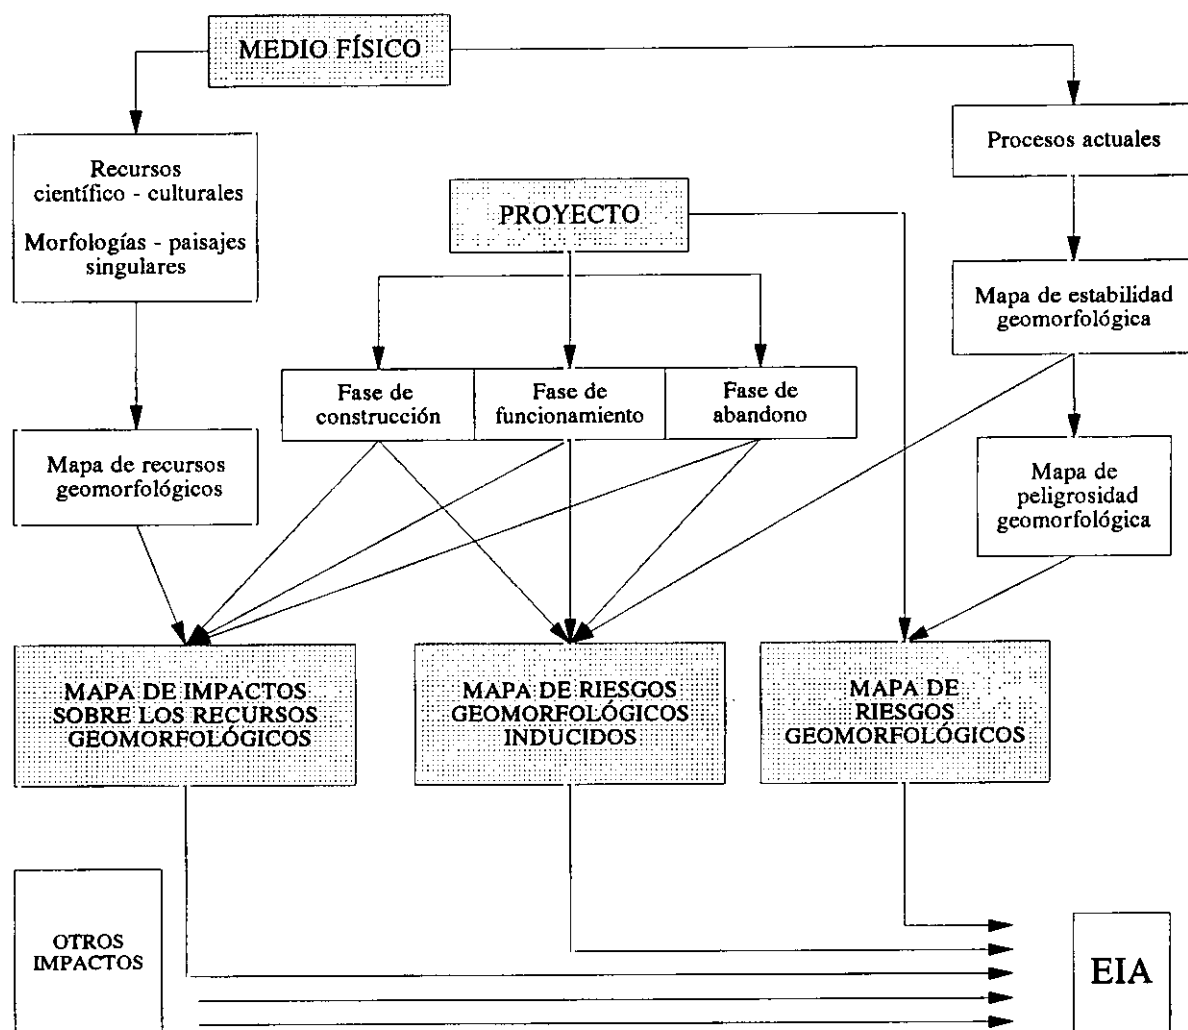 MEDIO FÍSICO
Recursos
científico - culturales
Morfologías - paisajes
singulares
Procesos actuales
PROYECTO
Mapa de estabilidad
geomorfológica
Fase de
construcción
Fase de
funcionamiento
Fase de
abandono
Mapa de recursos
geomorfológicos
Mapa de
peligrosidad
geomorfológica
MAPA DE IMPACTOS
SOBRE LOS RECURSOS
GEOMORFOLÓGICOS
MAPA DE RIESGOS
GEOMORFOLÓGICOS
INDUCIDOS
MAPA DE
RIESGOS
GEOMORFOLÓGICOS
OTROS
IMPACTOS
EIA